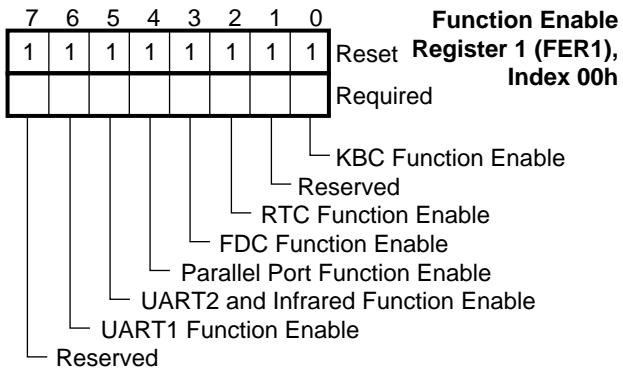 7 6 5 4 3 2 1 0
Function Enable
Register 1 (FER1),
Index 00h
1 1 1 1 1 1 1 1 Reset
Required
KBC Function Enable
Reserved
RTC Function Enable
FDC Function Enable
Parallel Port Function Enable
UART2 and Infrared Function Enable
UART1 Function Enable
Reserved